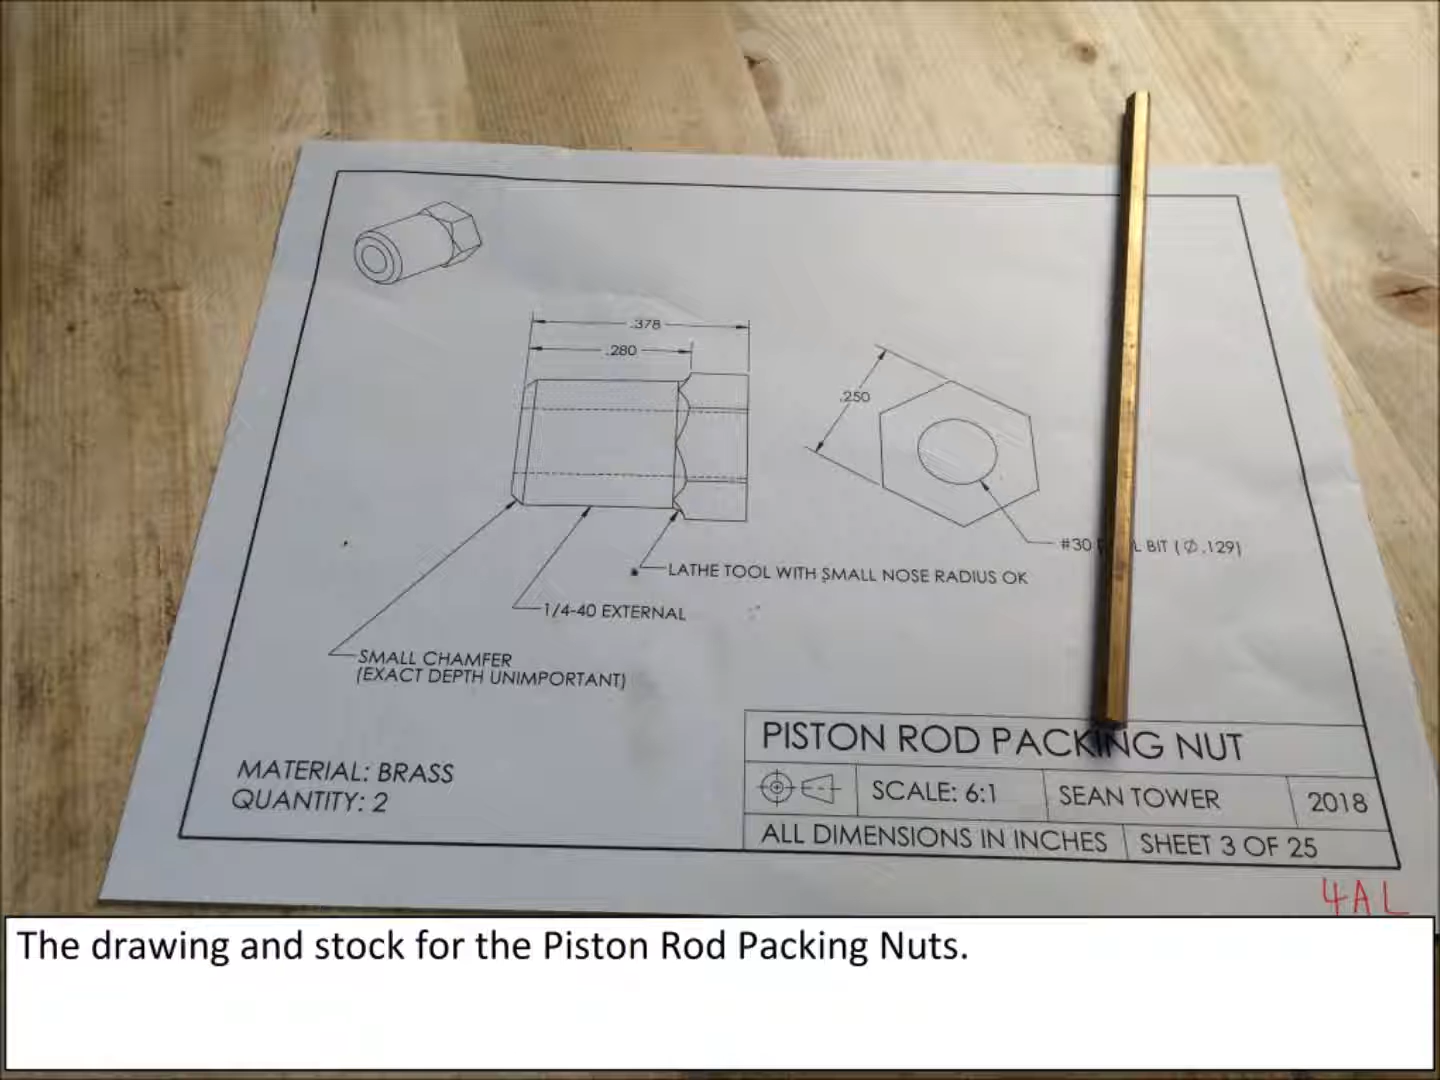 .378
.280
.250
#30 L BIT (Ø.129)
LATHE TOOL WITH SMALL NOSE RADIUS OK
1/4-40 EXTERNAL
SMALL CHAMFER
(EXACT DEPTH UNIMPORTANT)
MATERIAL: BRASS
QUANTITY: 2
PISTON ROD PACKING NUT
SCALE: 6:1
SEAN TOWER
2018
ALL DIMENSIONS IN INCHES
SHEET 3 OF 25
4AL
The drawing and stock for the Piston Rod Packing Nuts.